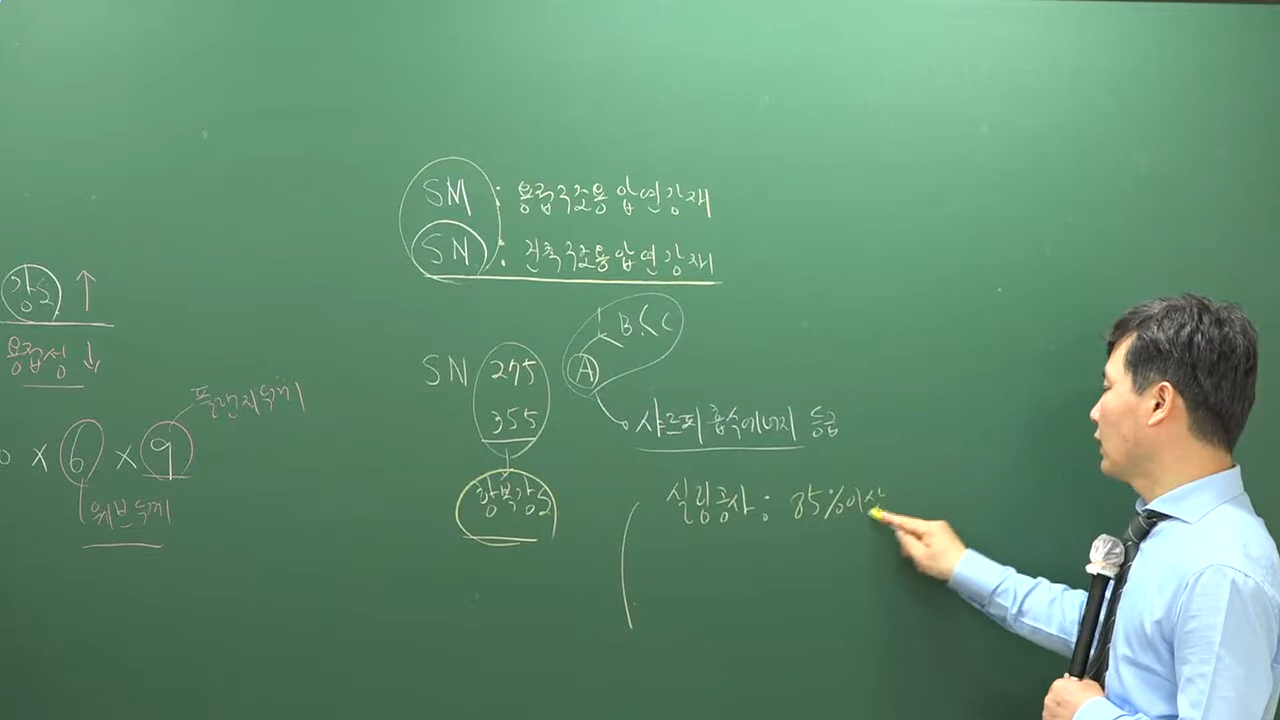 강도 ↑
용접성 ↓
플랜지두께
× 6 × 9
웨브두께
SM : 용접구조용압연강재
SN : 건축구조용압연강재
B < C
SN 275 A
355
샤르피 흡수에너지 등급
항복강도
실링공사 : 85%이상